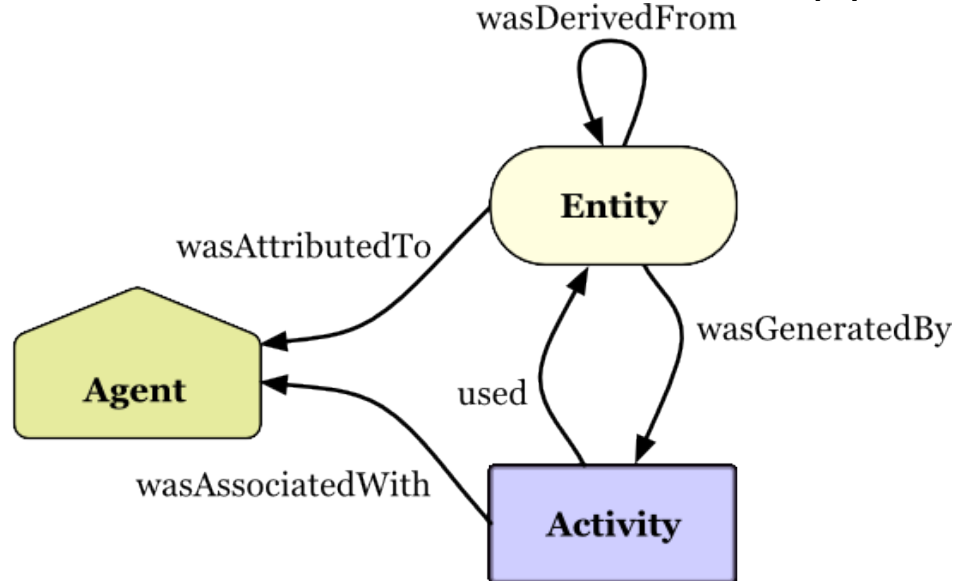 wasDerivedFrom
Entity
wasAttributedTo
wasGeneratedBy
Agent
used
wasAssociatedWith
Activity